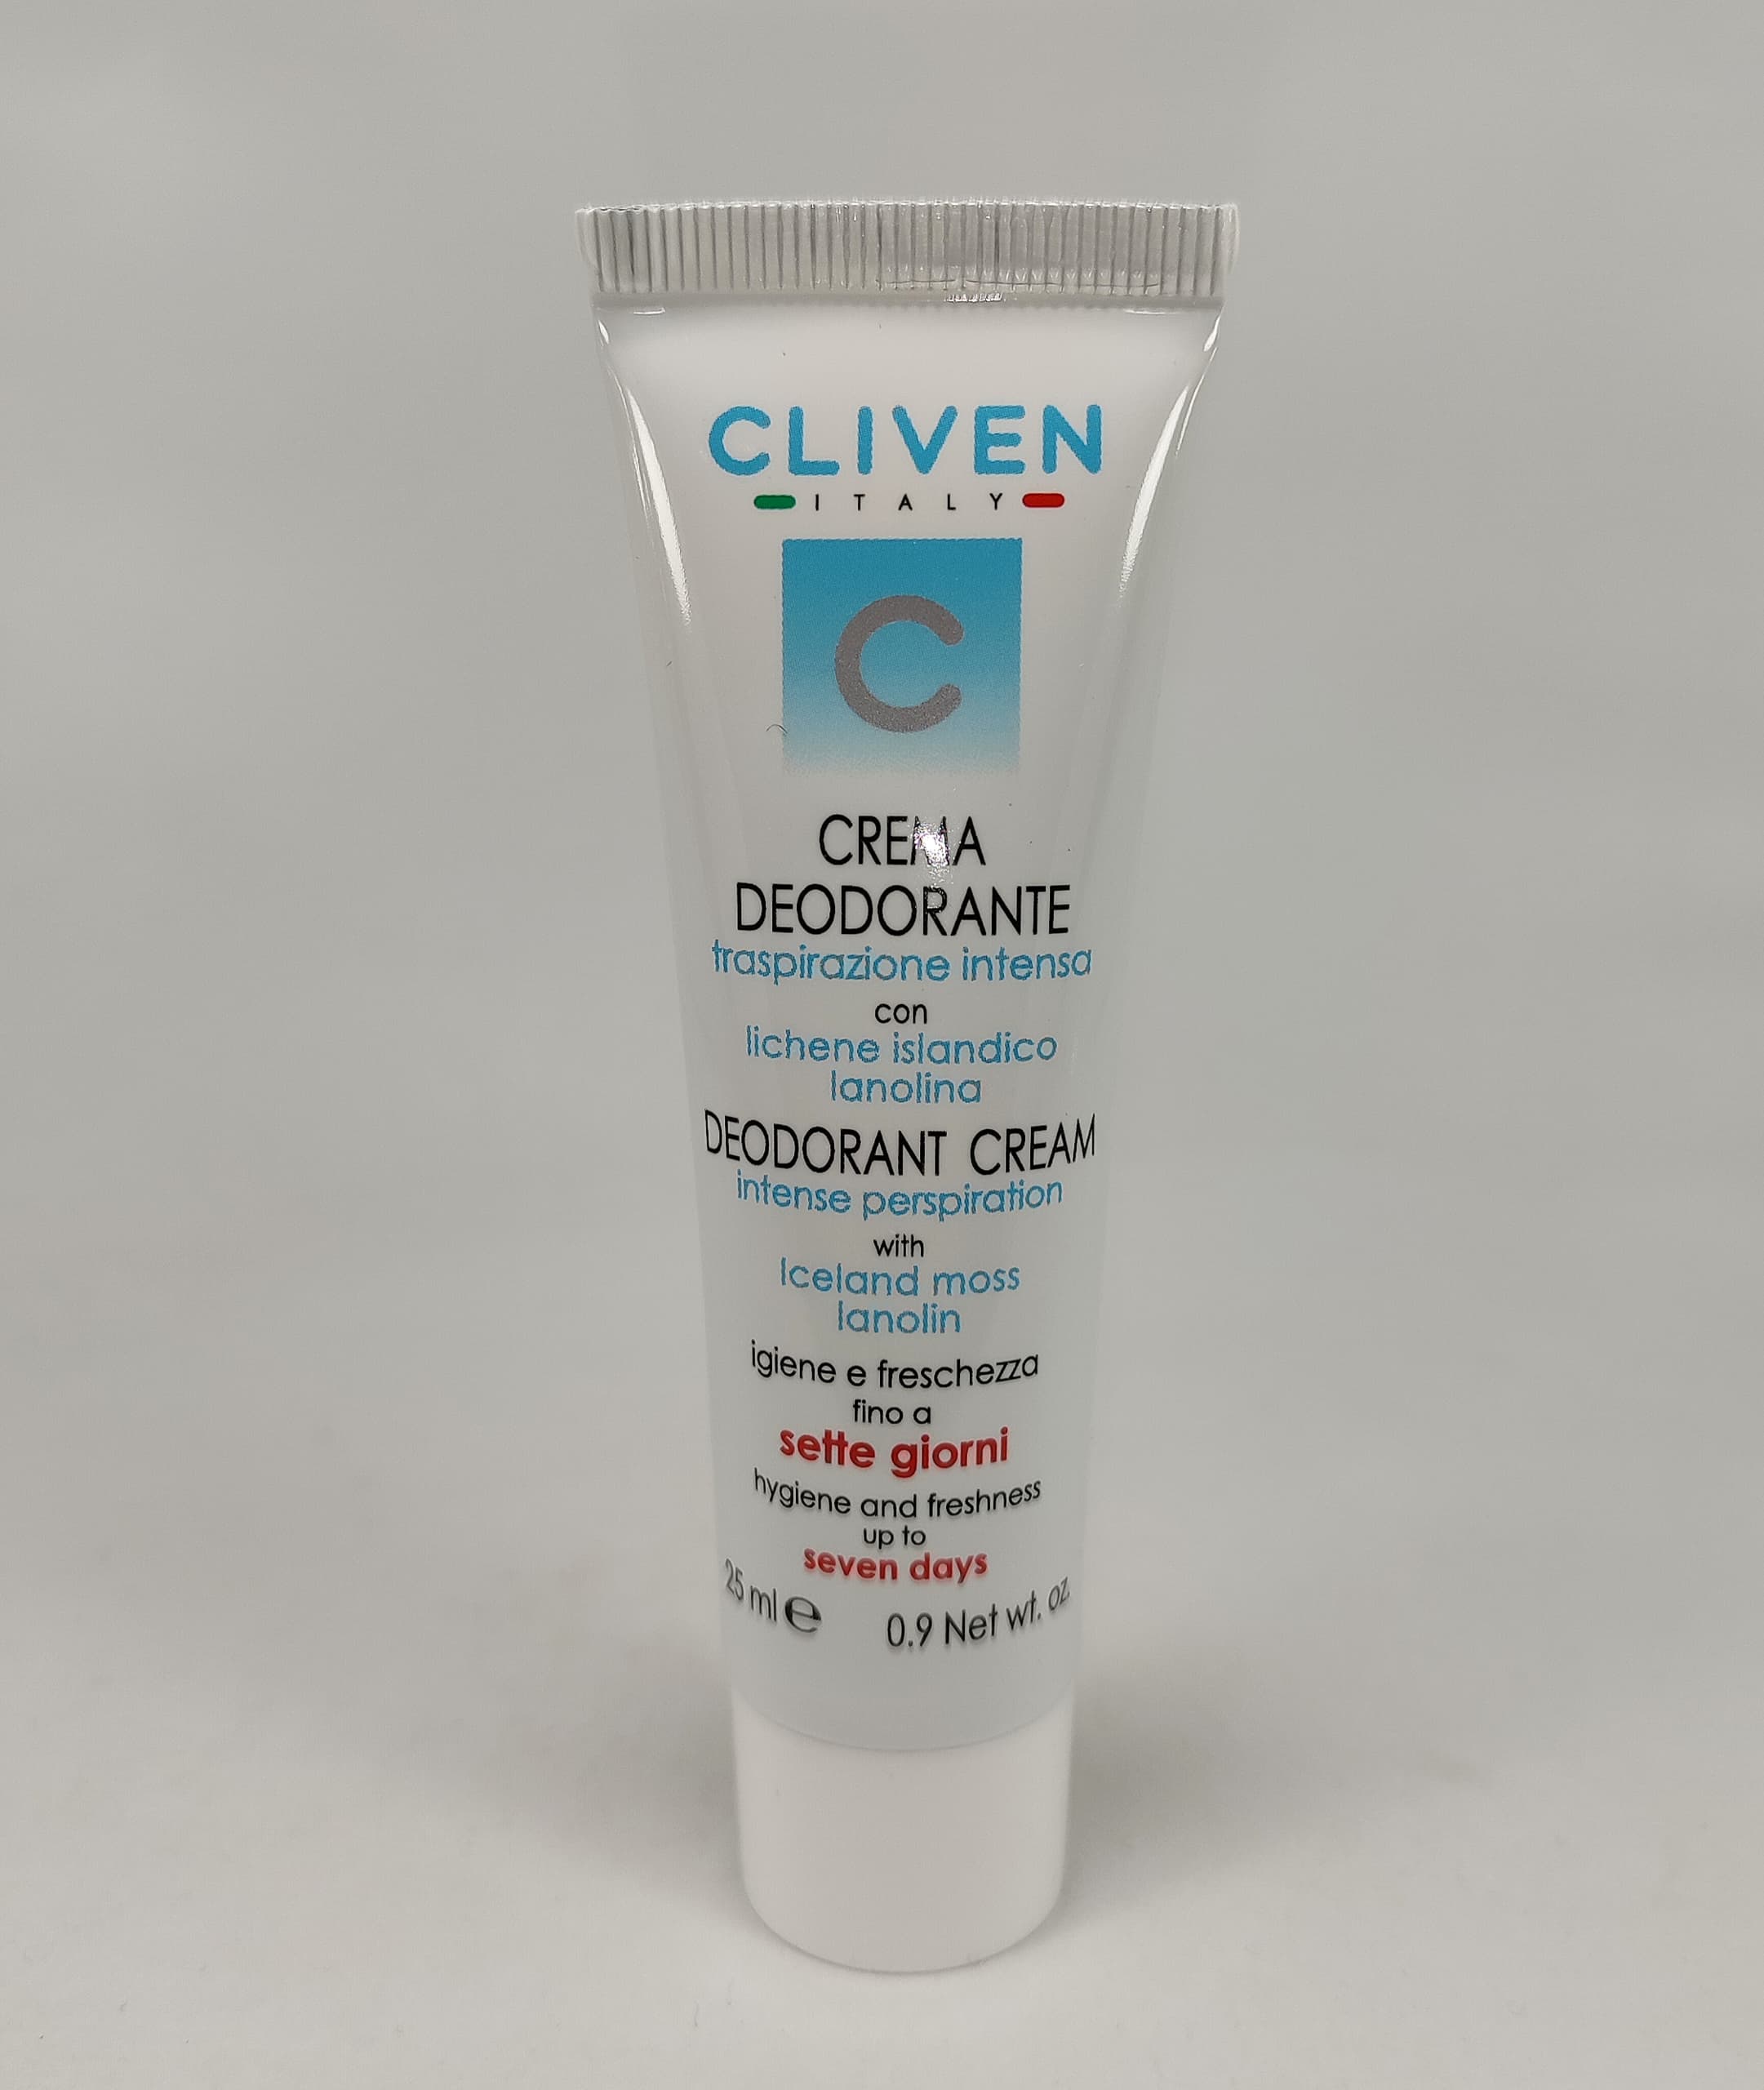 CLIVEN
ITALY
C
CREMA
DEODORANTE
traspirazione intensa
con
lichene islandico
lanolina
DEODORANT CREAM
intense perspiration
with
Iceland moss
lanolin
igiene e freschezza
fino a
sette giorni
hygiene and freshness
up to
seven days
25 ml ℮ 0.9 Net wt. oz.